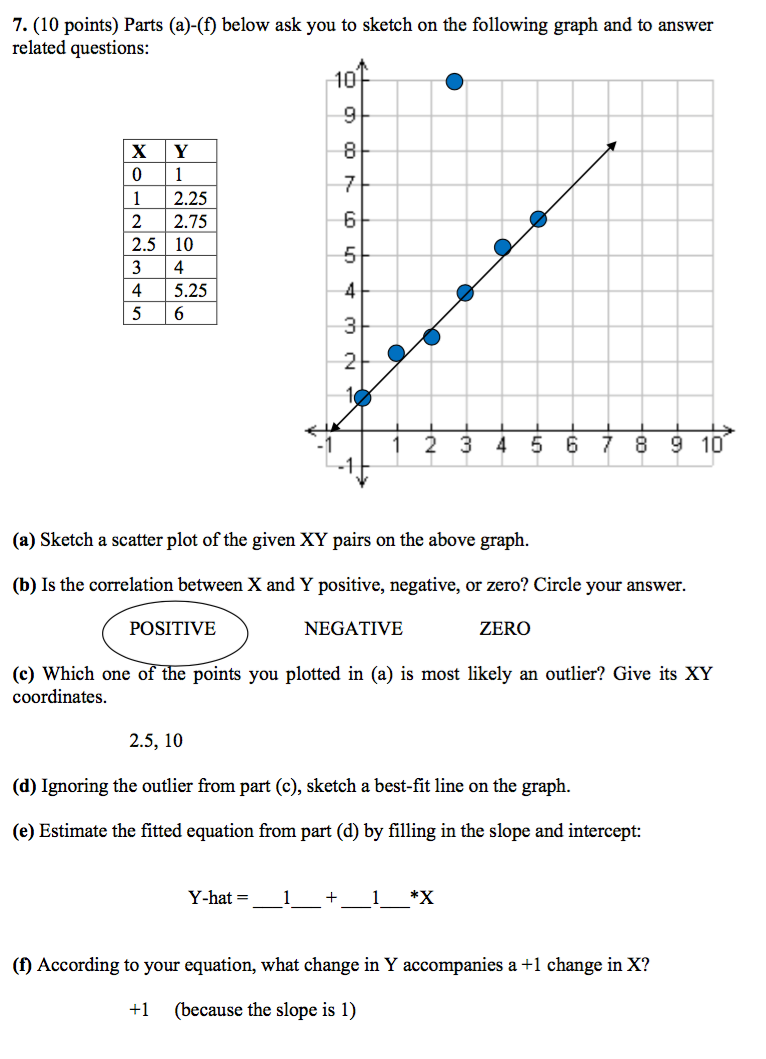 7. (10 points) Parts (a)-(f) below ask you to sketch on the following graph and to answer
related questions:
10
9
8
7
6
5
4
3
2
1
-1 1 2 3 4 5 6 7 8 9 10
-1
X Y
0 1
1 2.25
2 2.75
2.5 10
3 4
4 5.25
5 6
(a) Sketch a scatter plot of the given XY pairs on the above graph.
(b) Is the correlation between X and Y positive, negative, or zero? Circle your answer.
POSITIVE NEGATIVE ZERO
(c) Which one of the points you plotted in (a) is most likely an outlier? Give its XY
coordinates.
2.5, 10
(d) Ignoring the outlier from part (c), sketch a best-fit line on the graph.
(e) Estimate the fitted equation from part (d) by filling in the slope and intercept:
Y-hat = __1__ + __1__*X
(f) According to your equation, what change in Y accompanies a +1 change in X?
+1 (because the slope is 1)